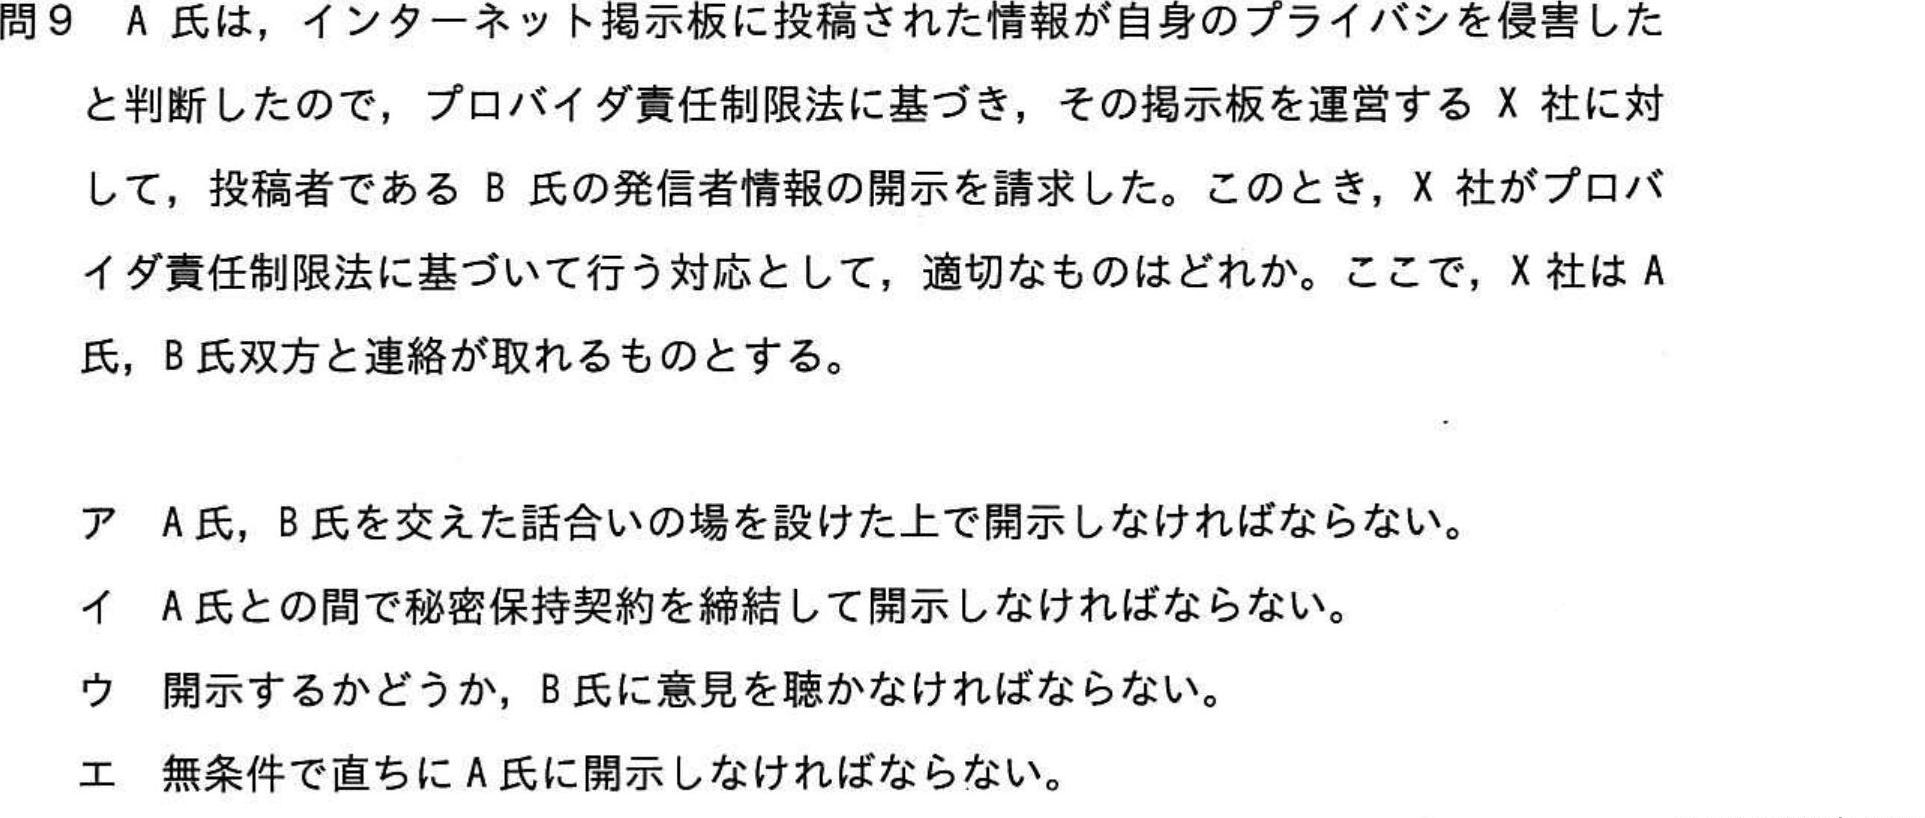 問9　A 氏は，インターネット掲示板に投稿された情報が自身のプライバシを侵害した
と判断したので，プロバイダ責任制限法に基づき，その掲示板を運営する X 社に対
して，投稿者である B 氏の発信者情報の開示を請求した。このとき，X 社がプロバ
イダ責任制限法に基づいて行う対応として，適切なものはどれか。ここで，X 社は A
氏，B 氏双方と連絡が取れるものとする。
ア　A 氏，B 氏を交えた話合いの場を設けた上で開示しなければならない。
イ　A 氏との間で秘密保持契約を締結して開示しなければならない。
ウ　開示するかどうか，B 氏に意見を聴かなければならない。
エ　無条件で直ちに A 氏に開示しなければならない。